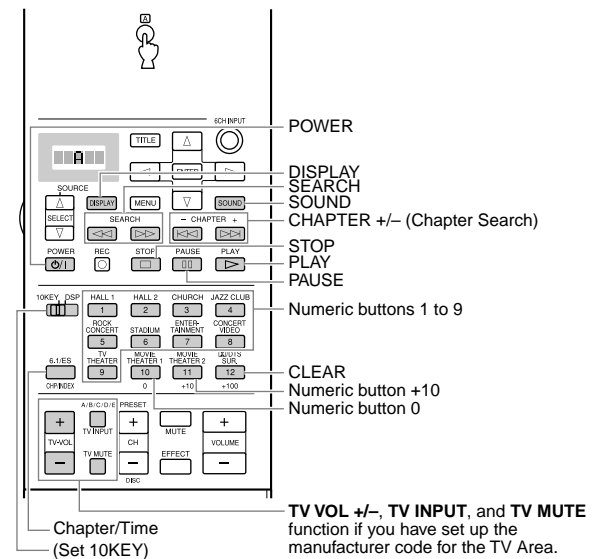 A
6CH INPUT
TITLE
ENTER
A
SOURCE
SELECT
DISPLAY
MENU
SOUND
SEARCH
– CHAPTER +
POWER
REC
STOP
PAUSE
PLAY
10KEY DSP
HALL 1
HALL 2
CHURCH
JAZZ CLUB
1
2
3
4
ROCK CONCERT
STADIUM
ENTER-TAINMENT
CONCERT VIDEO
5
6
7
8
TV THEATER
MOVIE THEATER 1
MOVIE THEATER 2
/DTS SUR.
6.1/ES
9
10
11
12
CHP/INDEX
0
+10
+100
A/B/C/D/E
PRESET
+
TV INPUT
+
MUTE
+
TV-VOL
CH
VOLUME
–
TV MUTE
–
EFFECT
–
DISC
POWER
DISPLAY
SEARCH
SOUND
CHAPTER +/– (Chapter Search)
STOP
PLAY
PAUSE
Numeric buttons 1 to 9
CLEAR
Numeric button +10
Numeric button 0
TV VOL +/–, TV INPUT, and TV MUTE
function if you have set up the
manufacturer code for the TV Area.
Chapter/Time
(Set 10KEY)